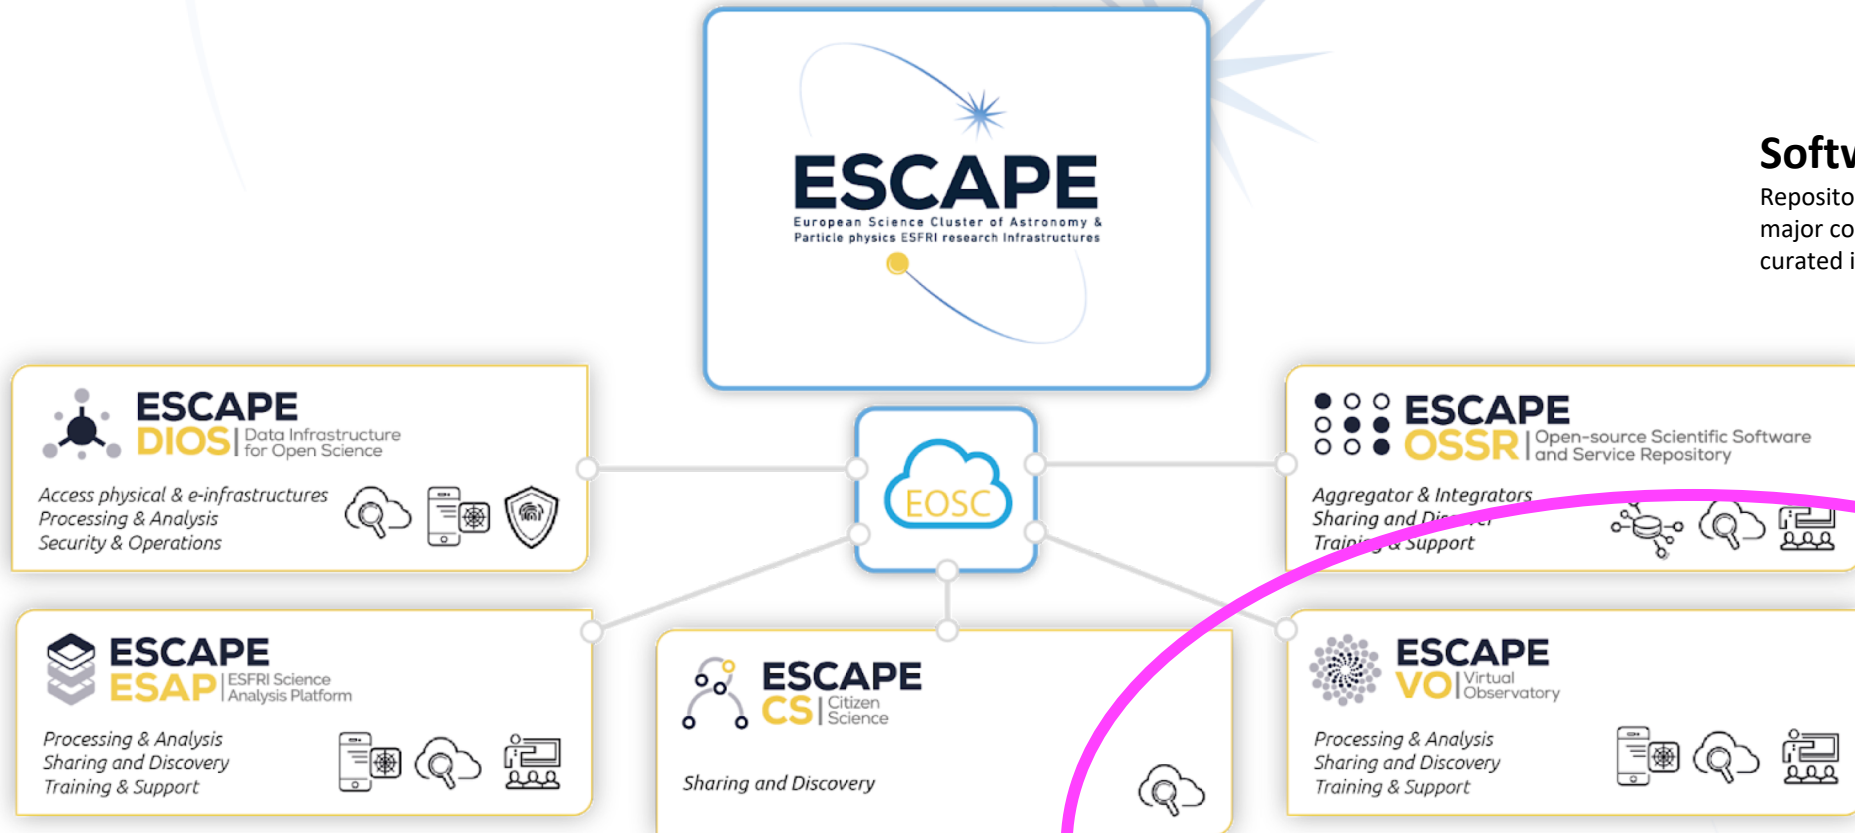 ESCAPE
European Science Cluster of Astronomy &
Particle physics ESFRI research Infrastructures
Repositо
major co
curated i
ESCAPE
DIOS
Data Infrastructure
for Open Science
Access physical & e-infrastructures
Processing & Analysis
Security & Operations
EOSC
ESCAPE
OSSR
Open-source Scientific Software
and Service Repository
Aggregator & Integrators
Sharing and Discover
Training & Support
ESCAPE
ESAP
ESFRI Science
Analysis Platform
Processing & Analysis
Sharing and Discovery
Training & Support
ESCAPE
CS
Citizen
Science
Sharing and Discovery
ESCAPE
VO
Virtual
Observatory
Processing & Analysis
Sharing and Discovery
Training & Support